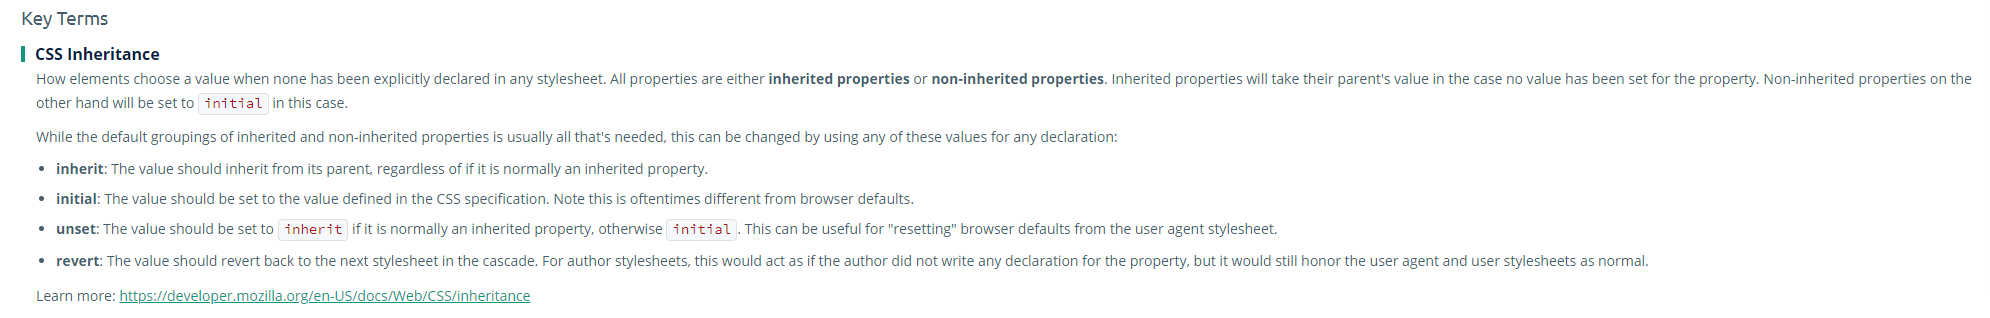 Key Terms
CSS Inheritance
How elements choose a value when none has been explicitly declared in any stylesheet. All properties are either inherited properties or non-inherited properties. Inherited properties will take their parent's value in the case no value has been set for the property. Non-inherited properties on the
other hand will be set to initial in this case.
While the default groupings of inherited and non-inherited properties is usually all that's needed, this can be changed by using any of these values for any declaration:
• inherit: The value should inherit from its parent, regardless of if it is normally an inherited property.
• initial: The value should be set to the value defined in the CSS specification. Note this is oftentimes different from browser defaults.
• unset: The value should be set to inherit if it is normally an inherited property, otherwise initial. This can be useful for "resetting" browser defaults from the user agent stylesheet.
• revert: The value should revert back to the next stylesheet in the cascade. For author stylesheets, this would act as if the author did not write any declaration for the property, but it would still honor the user agent and user stylesheets as normal.
Learn more: https://developer.mozilla.org/en-US/docs/Web/CSS/inheritance